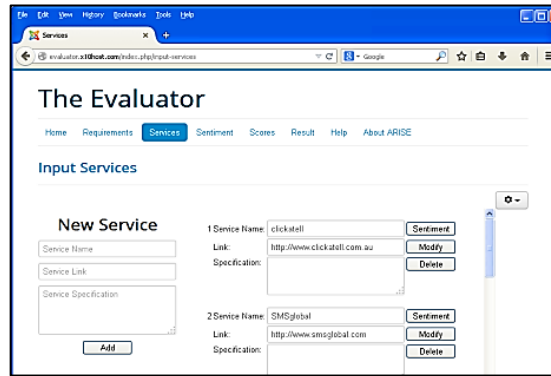 File Edit View History Bookmarks Tools Help
Services × +
evaluator.x10host.com/index.php/input-services Google
The Evaluator
Home Requirements Services Sentiment Scores Result Help About ARISE
Input Services
New Service
Service Name
Service Link
Service Specification
Add
1 Service Name: clickatell Sentiment
Link: http://www.clickatell.com.au Modify
Specification: Delete
2 Service Name: SMSglobal Sentiment
Link: http://www.smsglobal.com Modify
Specification: Delete